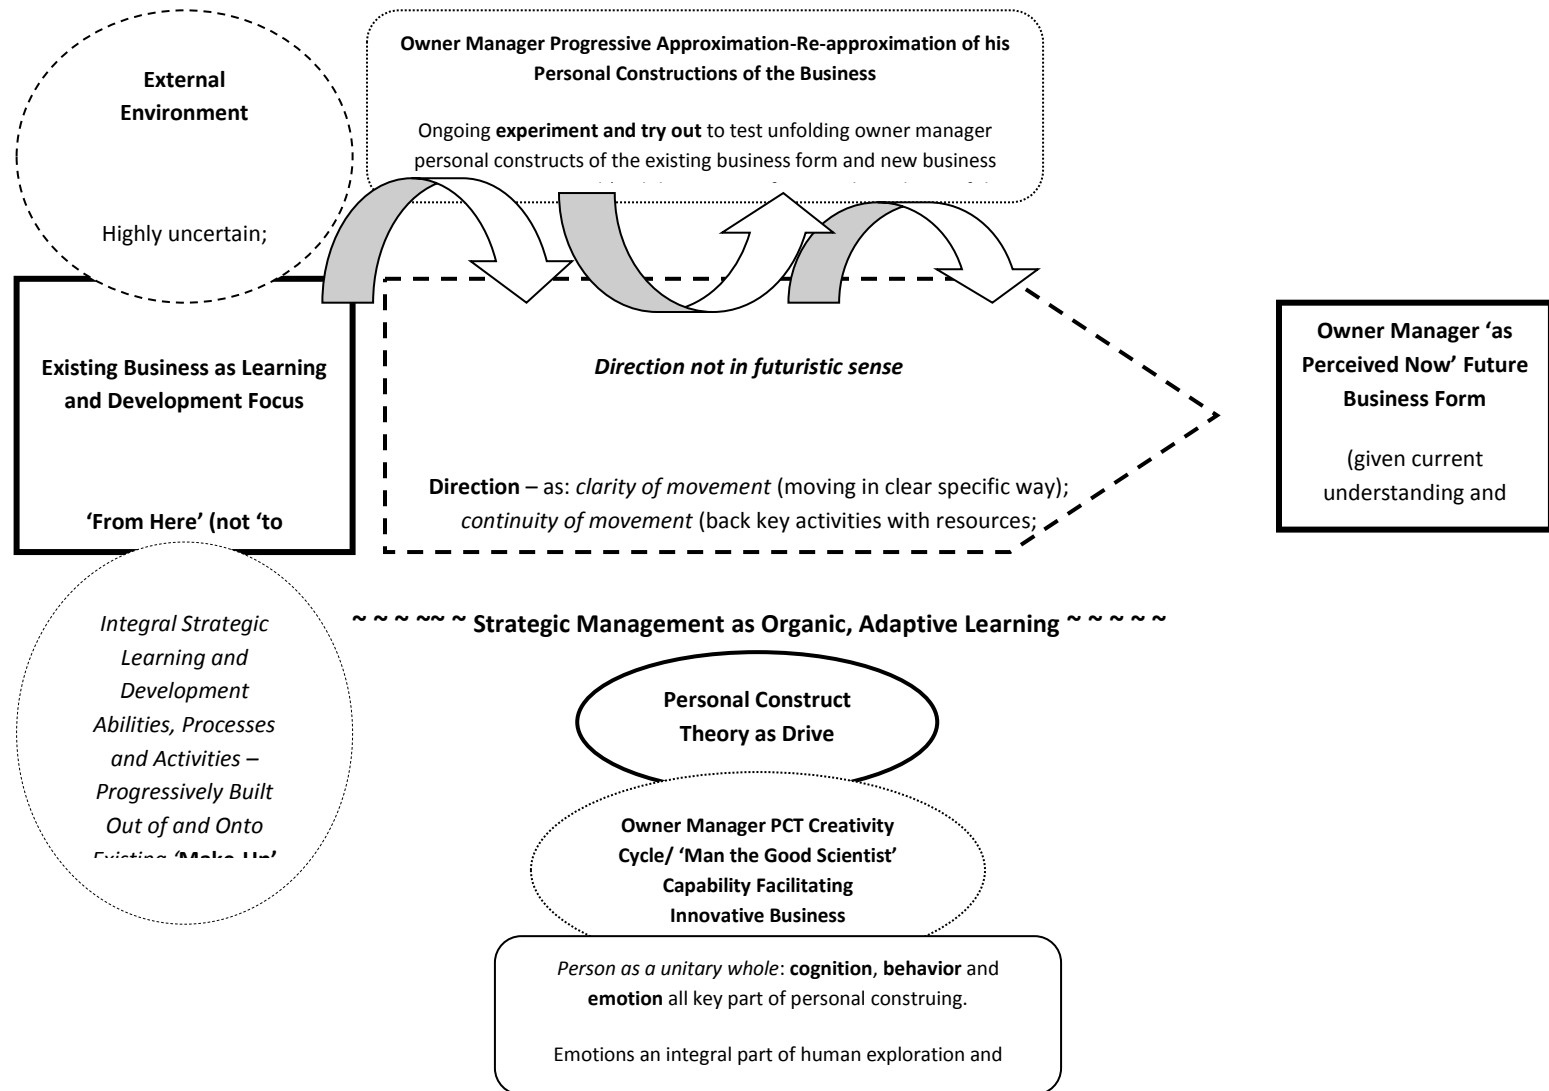 External
Environment
Highly uncertain;
Owner Manager Progressive Approximation-Re-approximation of his
Personal Constructions of the Business
Ongoing experiment and try out to test unfolding owner manager
personal constructs of the existing business form and new business
Existing Business as Learning
and Development Focus
‘From Here’ (not ‘to
Direction not in futuristic sense
Direction – as: clarity of movement (moving in clear specific way);
continuity of movement (back key activities with resources;
Owner Manager ‘as
Perceived Now’ Future
Business Form
(given current
understanding and
Integral Strategic
Learning and
Development
Abilities, Processes
and Activities –
Progressively Built
Out of and Onto
Existing ‘Make-Up’
~ ~ ~ ~~ ~ Strategic Management as Organic, Adaptive Learning ~ ~ ~ ~ ~
Personal Construct
Theory as Drive
Owner Manager PCT Creativity
Cycle/ ‘Man the Good Scientist’
Capability Facilitating
Innovative Business
Person as a unitary whole: cognition, behavior and
emotion all key part of personal construing.
Emotions an integral part of human exploration and